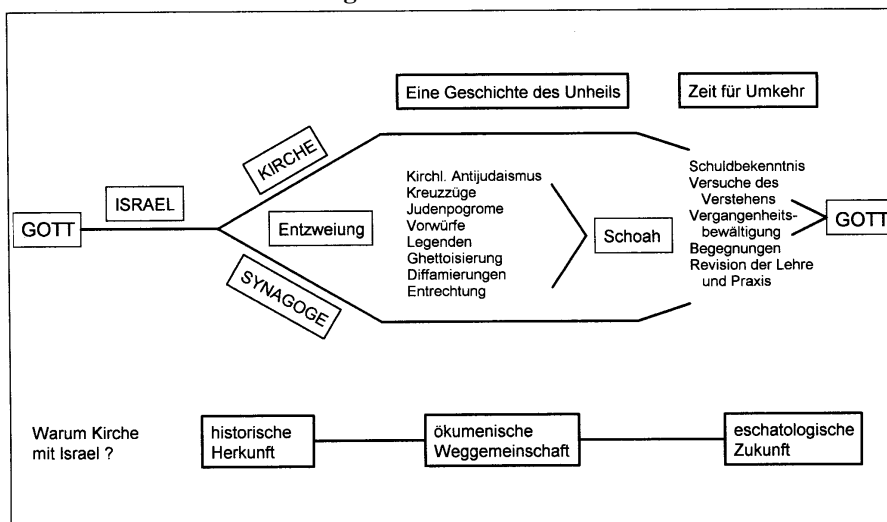 Eine Geschichte des Unheils
Zeit für Umkehr
KIRCHE
ISRAEL
GOTT
Entzweiung
SYNAGOGE
Kirchl. Antijudaismus
Kreuzzüge
Judenpogrome
Vorwürfe
Legenden
Ghettoisierung
Diffamierungen
Entrechtung
Schoah
Schuldbekenntnis
Versuche des
Verstehens
Vergangenheits-
bewältigung
Begegnungen
Revision der Lehre
und Praxis
GOTT
Warum Kirche
mit Israel ?
historische
Herkunft
ökumenische
Weggemeinschaft
eschatologische
Zukunft